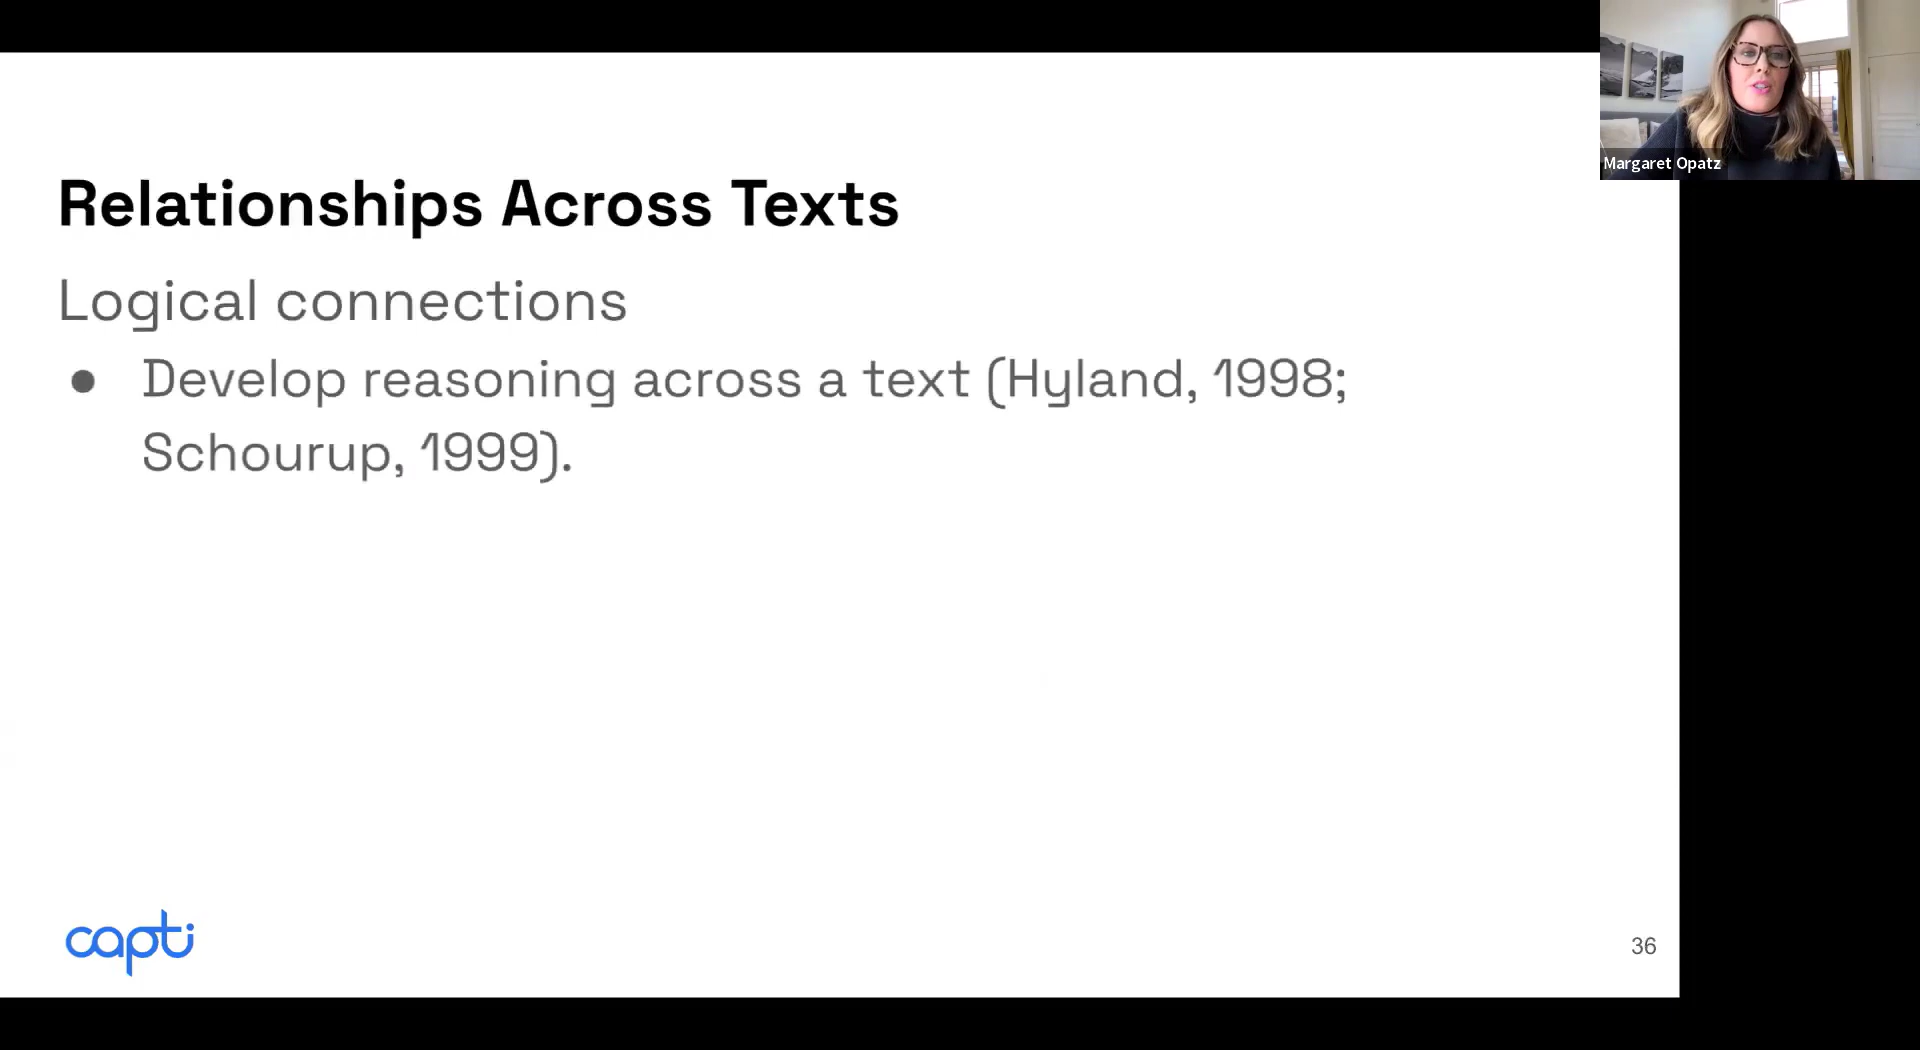 Relationships Across Texts
Logical connections
● Develop reasoning across a text (Hyland, 1998;
Schourup, 1999).
capti
36
Margaret Opatz